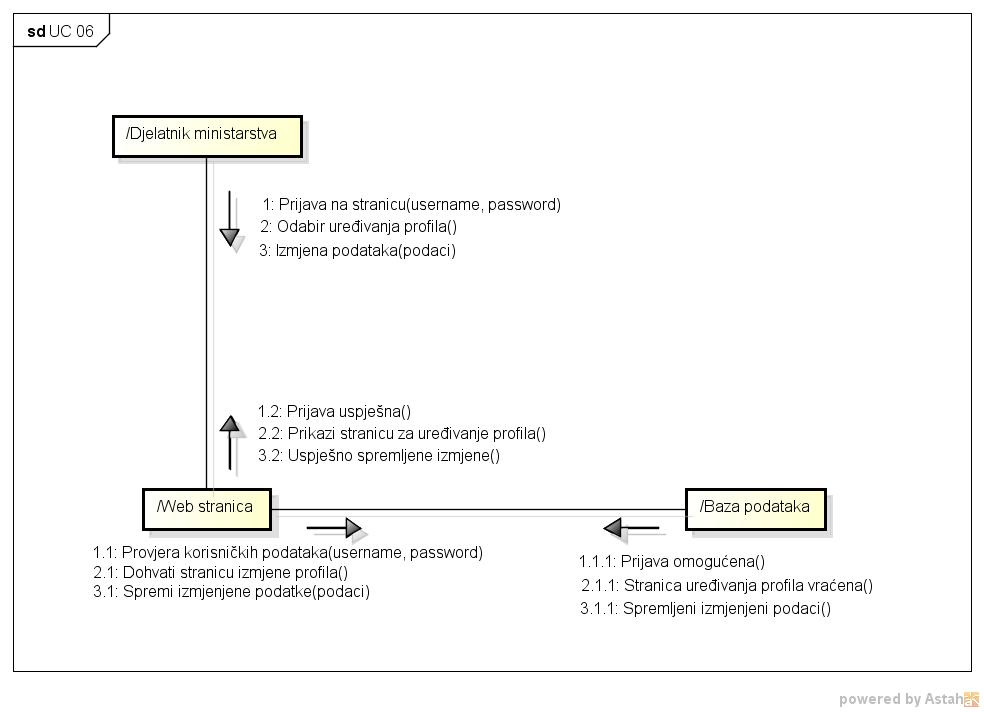 sd UC 06
/Djelatnik ministarstva
1: Prijava na stranicu(username, password)
2: Odabir uređivanja profila()
3: Izmjena podataka(podaci)
1.2: Prijava uspješna()
2.2: Prikazi stranicu za uređivanje profila()
3.2: Uspješno spremljene izmjene()
/Web stranica
/Baza podataka
1.1: Provjera korisničkih podataka(username, password)
2.1: Dohvati stranicu izmjene profila()
3.1: Spremi izmjenjene podatke(podaci)
1.1.1: Prijava omogućena()
2.1.1: Stranica uređivanja profila vraćena()
3.1.1: Spremljeni izmjenjeni podaci()
powered by Astah